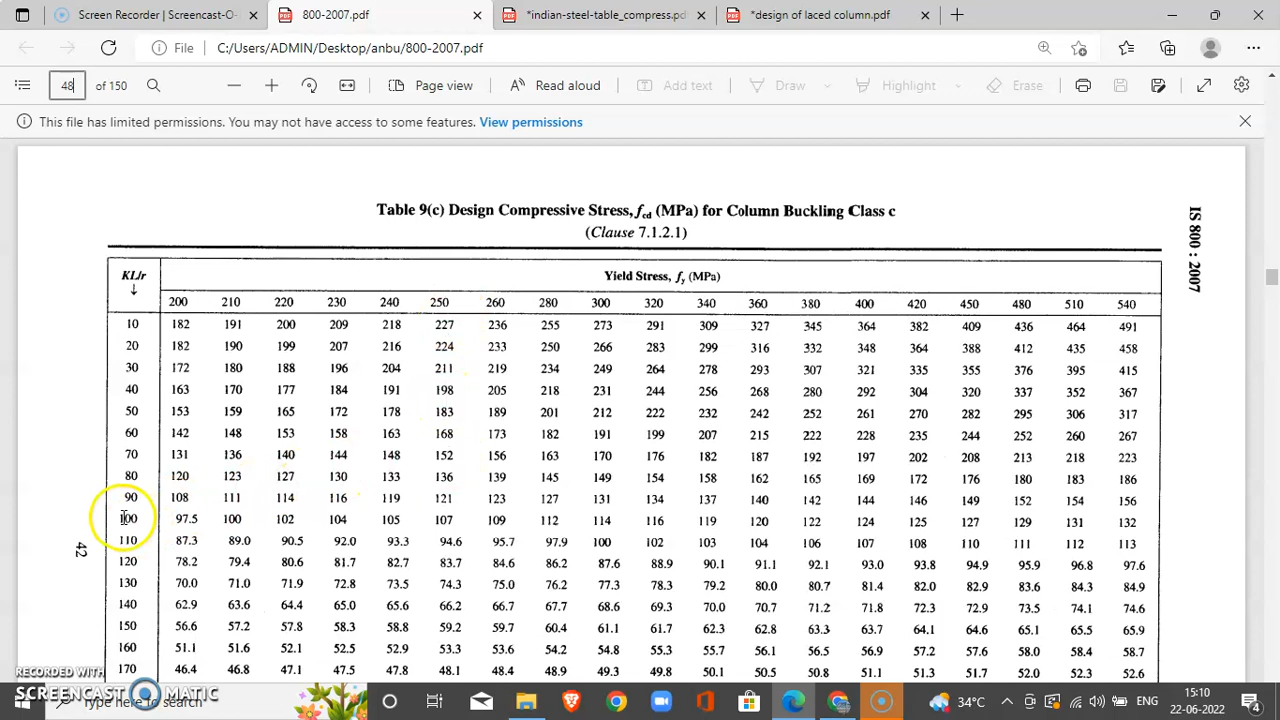 Screen Recorder | Screencast-O-
800-2007.pdf
*indian-steel-table_compress.pd
*design of laced column.pdf
File C:/Users/ADMIN/Desktop/anbu/800-2007.pdf
48 of 150 Page view Read aloud Add text Draw Highlight Erase
This file has limited permissions. You may not have access to some features. View permissions
Table 9(c) Design Compressive Stress, fcd (MPa) for Column Buckling Class c
(Clause 7.1.2.1)
IS 800 : 2007
KL/r Yield Stress, fy (MPa)
↓
200 210 220 230 240 250 260 280 300 320 340 360 380 400 420 450 480 510 540
10 182 191 200 209 218 227 236 255 273 291 309 327 345 364 382 409 436 464 491
20 182 190 199 207 216 224 233 250 266 283 299 316 332 348 364 388 412 435 458
30 172 180 188 196 204 211 219 234 249 264 278 293 307 321 335 355 376 395 415
40 163 170 177 184 191 198 205 218 231 244 256 268 280 292 304 320 337 352 367
50 153 159 165 172 178 183 189 201 212 222 232 242 252 261 270 282 295 306 317
60 142 148 153 158 163 168 173 182 191 199 207 215 222 228 235 244 252 260 267
70 131 136 140 144 148 152 156 163 170 176 182 187 192 197 202 208 213 218 223
80 120 123 127 130 133 136 139 145 149 154 158 162 165 169 172 176 180 183 186
90 108 111 114 116 119 121 123 127 131 134 137 140 142 144 146 149 152 154 156
100 97.5 100 102 104 105 107 109 112 114 116 119 120 122 124 125 127 129 131 132
110 87.3 89.0 90.5 92.0 93.3 94.6 95.7 97.9 100 102 103 104 106 107 108 110 111 112 113
120 78.2 79.4 80.6 81.7 82.7 83.7 84.6 86.2 87.6 88.9 90.1 91.1 92.1 93.0 93.8 94.9 95.9 96.8 97.6
130 70.0 71.0 71.9 72.8 73.5 74.3 75.0 76.2 77.3 78.3 79.2 80.0 80.7 81.4 82.0 82.9 83.6 84.3 84.9
140 62.9 63.6 64.4 65.0 65.6 66.2 66.7 67.7 68.6 69.3 70.0 70.7 71.2 71.8 72.3 72.9 73.5 74.1 74.6
150 56.6 57.2 57.8 58.3 58.8 59.2 59.7 60.4 61.1 61.7 62.3 62.8 63.3 63.7 64.1 64.6 65.1 65.5 65.9
160 51.1 51.6 52.1 52.5 52.9 53.3 53.6 54.2 54.8 55.3 55.7 56.1 56.5 56.9 57.2 57.6 58.0 58.4 58.7
170 46.4 46.8 47.1 47.5 47.8 48.1 48.4 48.9 49.3 49.8 50.1 50.5 50.8 51.1 51.3 51.7 52.0 52.3 52.6
42
RECORDED WITH
SCREENCAST MATIC
Type here to search
34°C
ENG
15:10
22-06-2022
4